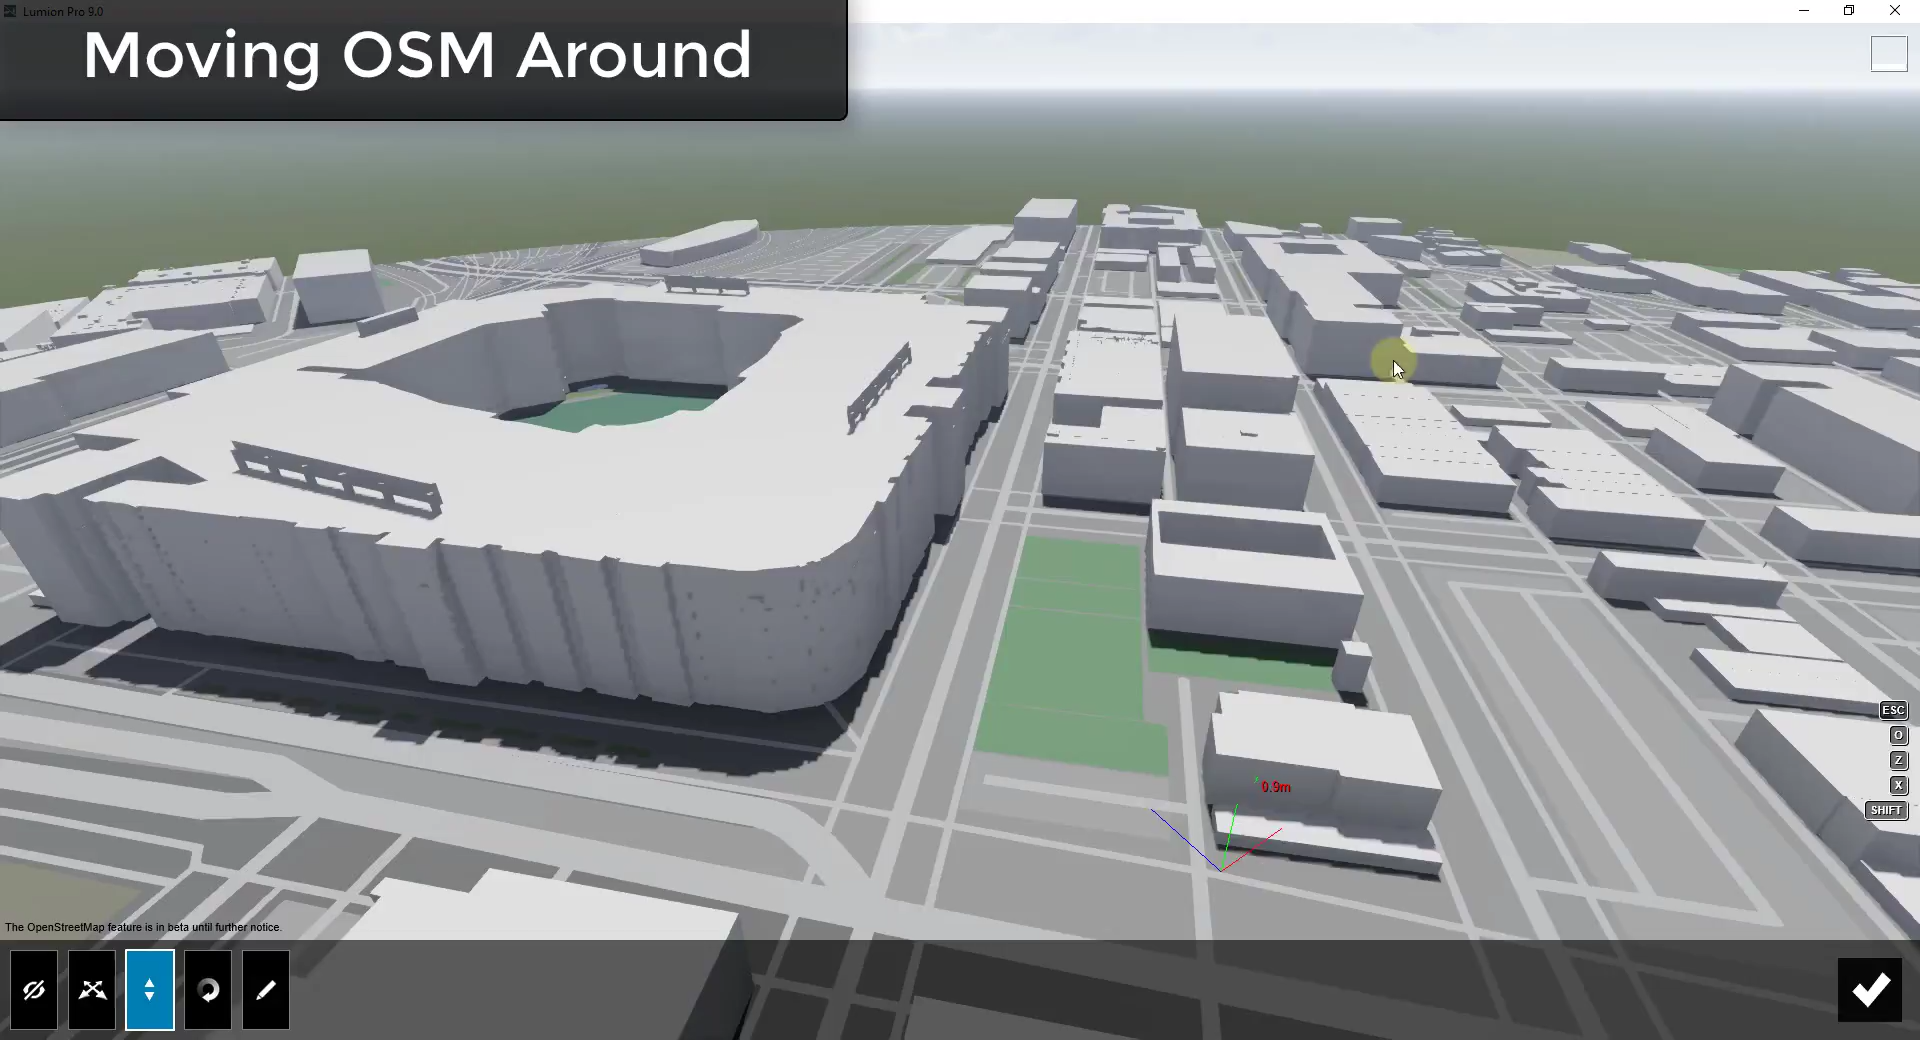 Lumion Pro 9.0
Moving OSM Around
ESC
O
Z
X
SHIFT
0.9m
The OpenStreetMap feature is in beta until further notice.